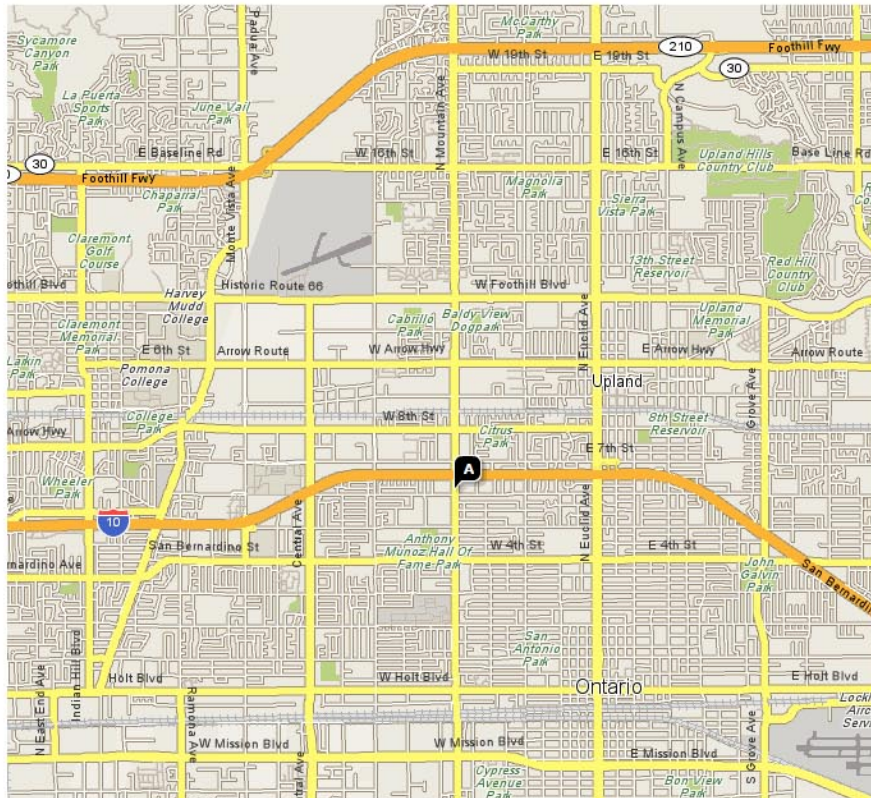 McCarthy
Park
Padua Ave
Sycamore
Canyon
Park
W 19th St
E 19th St
210
Foothill Fwy
30
La Puerta
Sports
Park
June Vail
Park
N Mountain Ave
N Campus Ave
E Baseline Rd
W 16th St
E 16th St
Upland Hills
Country Club
Base Line Rd
30
Foothill Fwy
Chaparral
Park
Monte Vista Ave
Magnolia
Park
Sierra
Vista Park
Claremont
Golf
Course
13th Street
Reservoir
Red Hill
Country
Club
Historic Route 66
W Foothill Blvd
Harvey
Mudd
College
Cabrillo
Park
Baldy View
Dogpark
N Euclid Ave
Upland
Memorial
Park
Claremont
Memorial
Park
E 6th St
Arrow Route
W Arrow Hwy
E Arrow Hwy
Arrow Route
Larkin
Park
Pomona
College
Upland
Grove Ave
College
Park
W 8th St
Citrus
Park
8th Street
Reservoir
Arrow Hwy
E 7th St
A
Wheeler
Park
10
Central Ave
N Euclid Ave
San Bernardino St
Anthony
Munoz Hall Of
Fame Park
W 4th St
E 4th St
John
Galvin
Park
San Bernardin
Indian Hill Blvd
San
Antonio
Park
Holt Blvd
W Holt Blvd
E Holt Blvd
Ontario
N East End Ave
Ramona Ave
W Mission Blvd
W Mission Blvd
E Mission Blvd
S Grove Ave
Cypress
Avenue
Park
Bon View
Park